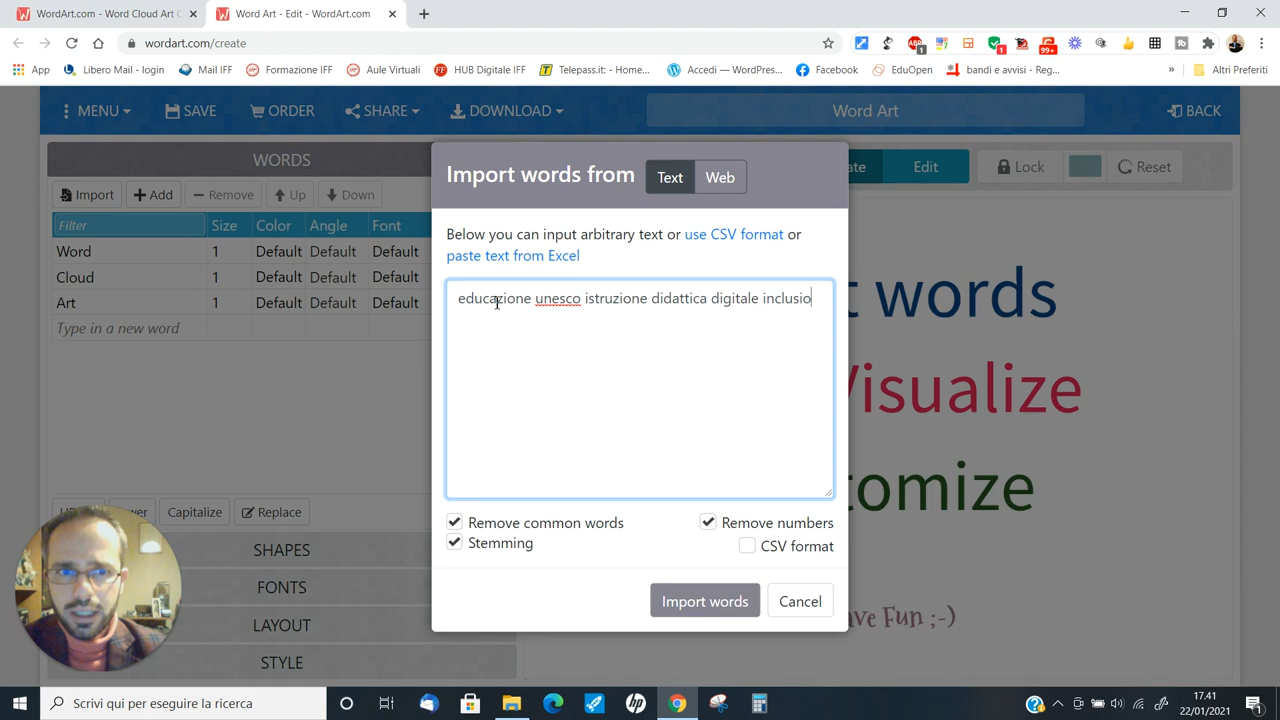 WordArt.com - Word Cloud Art C
Word Art - Edit - WordArt.com
wordart.com/create
App
Libero Mail - login
Mail IFF
Formazione IFF
Aule Virtuali
HUB Digitale IFF
Telepass.it: - Home...
Accedi — WordPres...
Facebook
EduOpen
bandi e avvisi - Reg...
»
Altri Preferiti
MENU
SAVE
ORDER
SHARE
DOWNLOAD
Word Art
BACK
WORDS
Import words from
Text
Web
ate
Edit
Lock
Reset
Import
Add
Remove
Up
Down
Filter
Size
Color
Angle
Font
Word
1
Default
Default
Default
Cloud
1
Default
Default
Default
Art
1
Default
Default
Default
Type in a new word
Below you can input arbitrary text or use CSV format or
paste text from Excel
educazione unesco istruzione didattica digitale inclusio
t words
Visualize
tomize
ave Fun ;-)
Remove common words
Remove numbers
Stemming
CSV format
Import words
Cancel
Capitalize
Replace
SHAPES
FONTS
LAYOUT
STYLE
Scrivi qui per eseguire la ricerca
17.41
22/01/2021